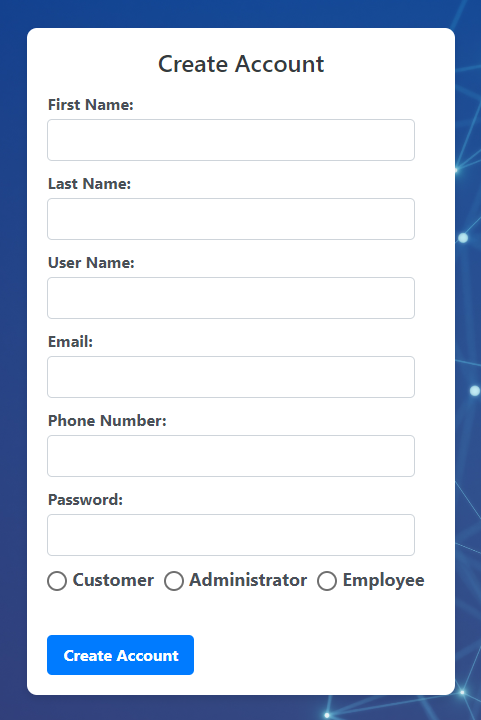 Create Account
First Name:
Last Name:
User Name:
Email:
Phone Number:
Password:
Customer Administrator Employee
Create Account